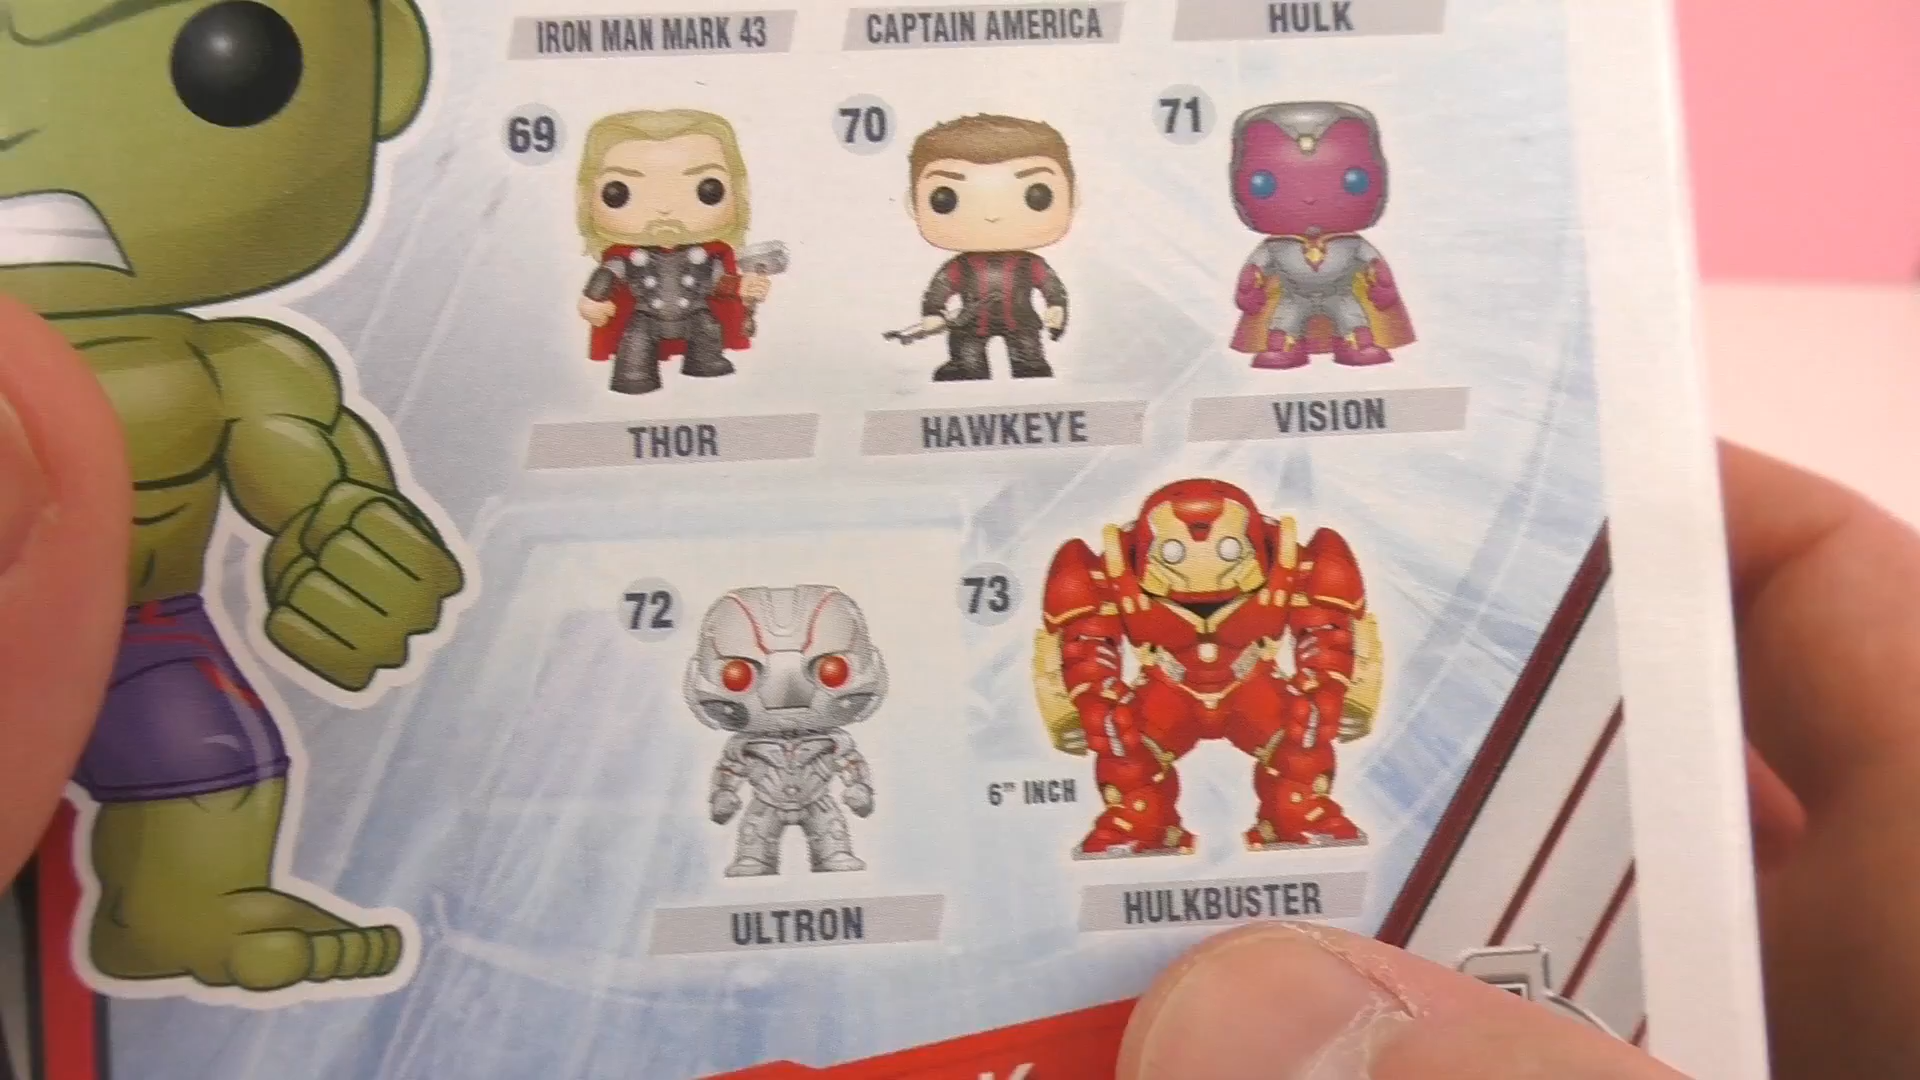 IRON MAN MARK 43
CAPTAIN AMERICA
HULK
69
70
71
THOR
HAWKEYE
VISION
72
73
6" INCH
ULTRON
HULKBUSTER